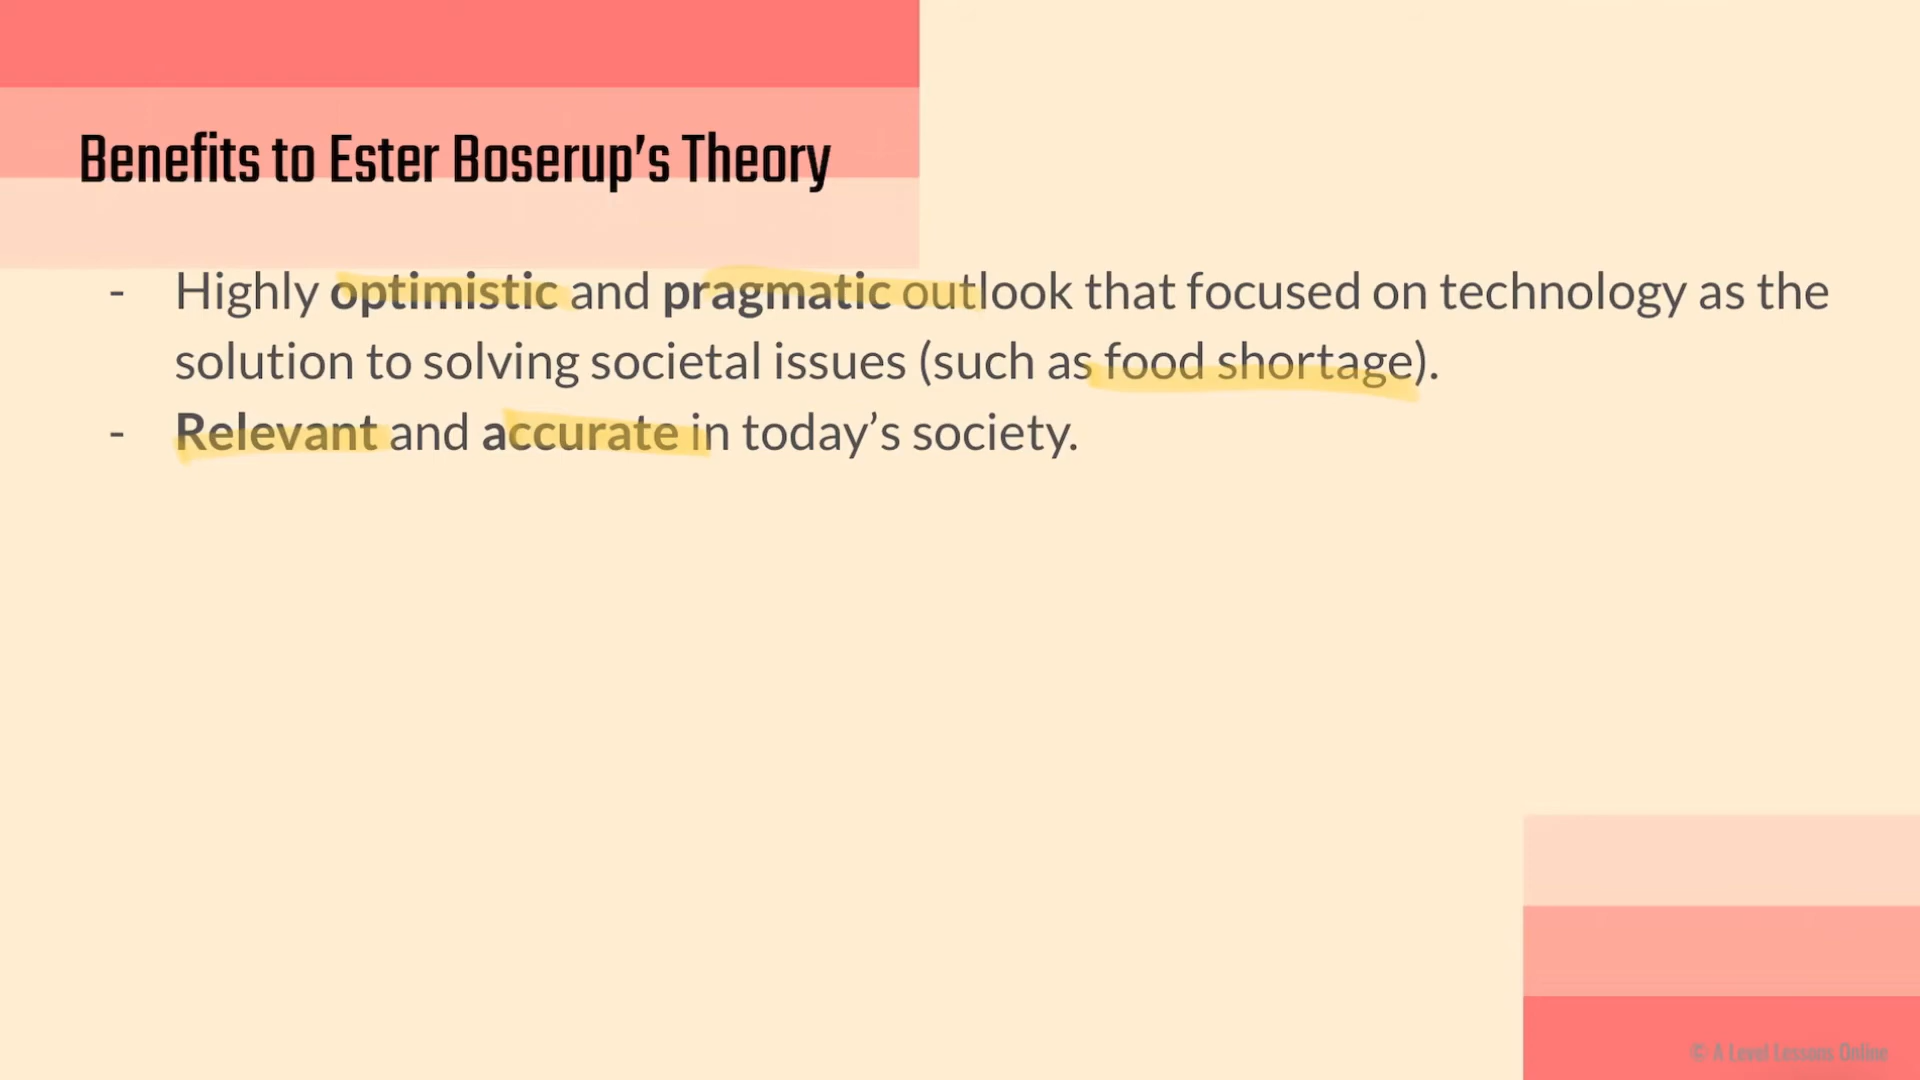 Benefits to Ester Boserup’s Theory
- Highly optimistic and pragmatic outlook that focused on technology as the
solution to solving societal issues (such as food shortage).
- Relevant and accurate in today’s society.
© A Level Lessons Online